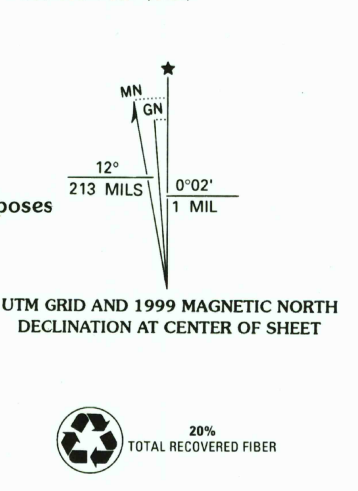 ★
MN
GN
12°
213 MILS
0°02'
1 MIL
poses
UTM GRID AND 1999 MAGNETIC NORTH
DECLINATION AT CENTER OF SHEET
20%
TOTAL RECOVERED FIBER